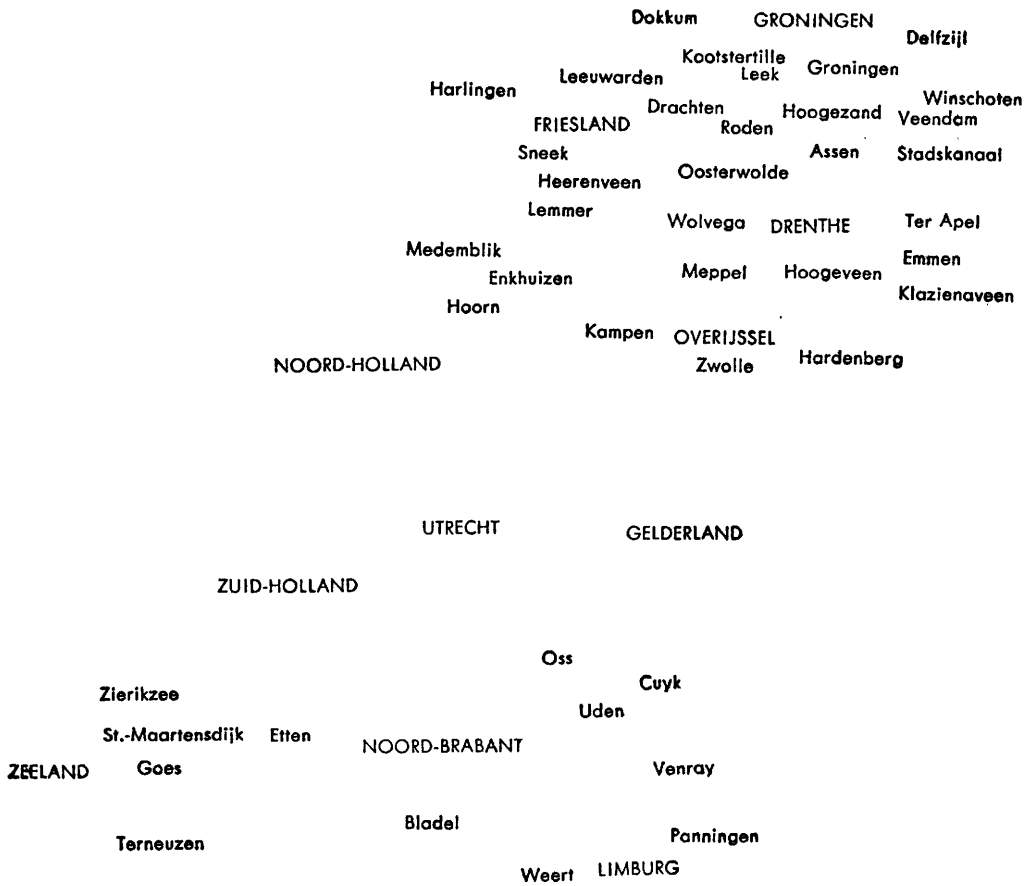 Dokkum GRONINGEN
Delfzijl
Kootstertille
Leek Groningen
Leeuwarden
Harlingen
Winschoten
Drachten Hoogezand Veendam
FRIESLAND Roden
Sneek Assen Stadskanaal
Heerenveen Oosterwolde
Lemmer
Wolvega DRENTHE Ter Apel
Medemblik
Emmen
Enkhuizen Meppel Hoogeveen
Klazienaveen
Hoorn
Kampen OVERIJSSEL
NOORD-HOLLAND Zwolle Hardenberg
UTRECHT GELDERLAND
ZUID-HOLLAND
Oss
Cuyk
Zierikzee
Uden
St.-Maartensdijk Etten NOORD-BRABANT
ZEELAND Goes Venray
Bladel
Terneuzen Panningen
Weert LIMBURG